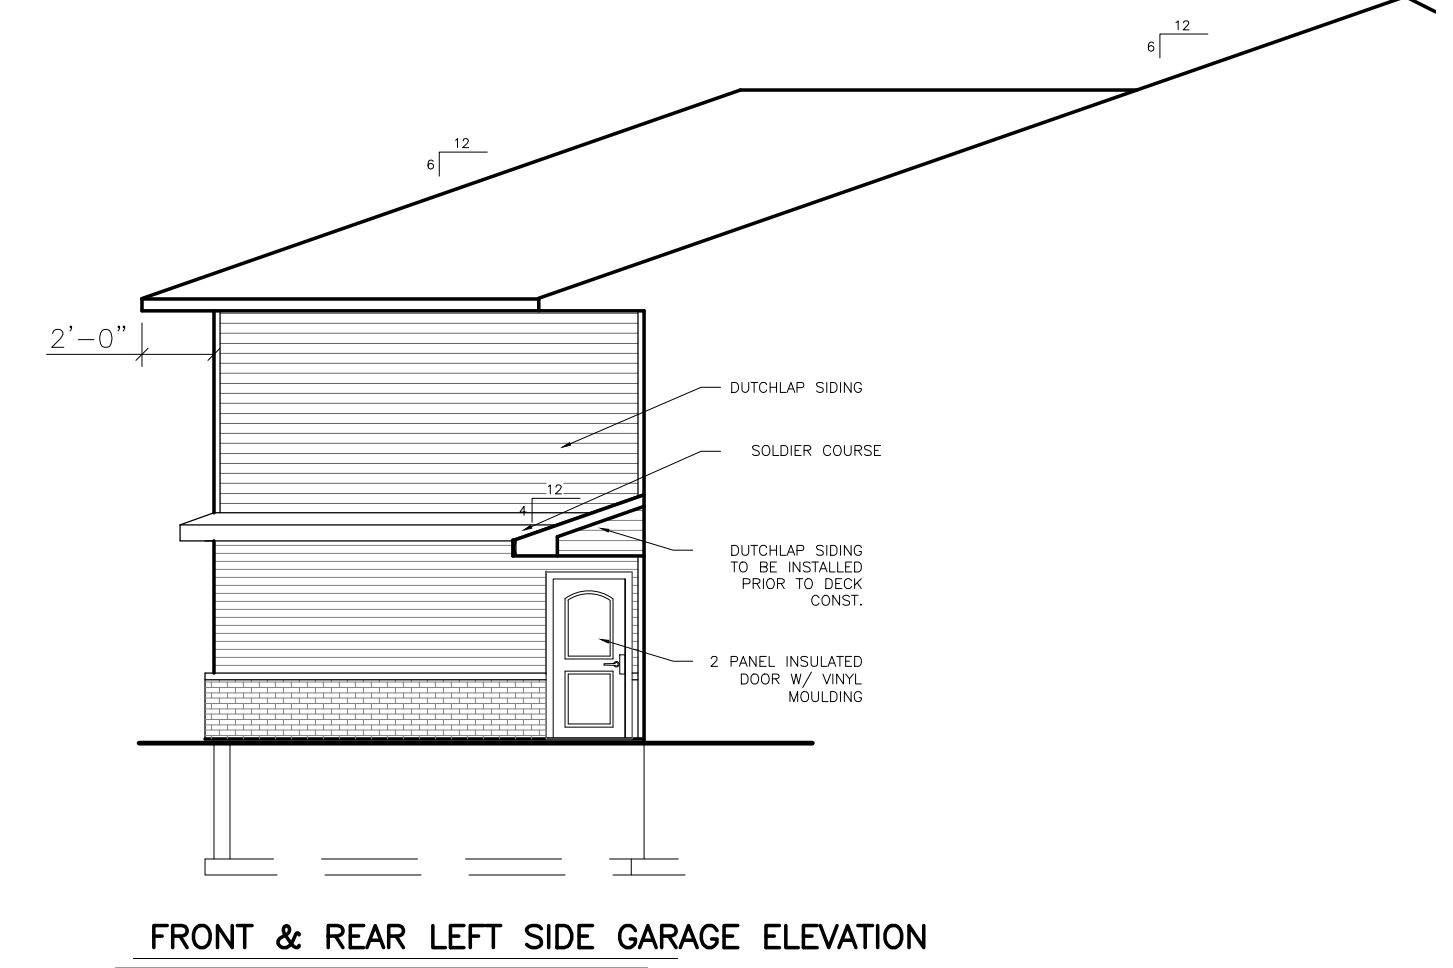 12
6
12
6
2'-0"
DUTCHLAP SIDING
SOLDIER COURSE
12
4
DUTCHLAP SIDING
TO BE INSTALLED
PRIOR TO DECK
CONST.
2 PANEL INSULATED
DOOR W/ VINYL
MOULDING
FRONT & REAR LEFT SIDE GARAGE ELEVATION